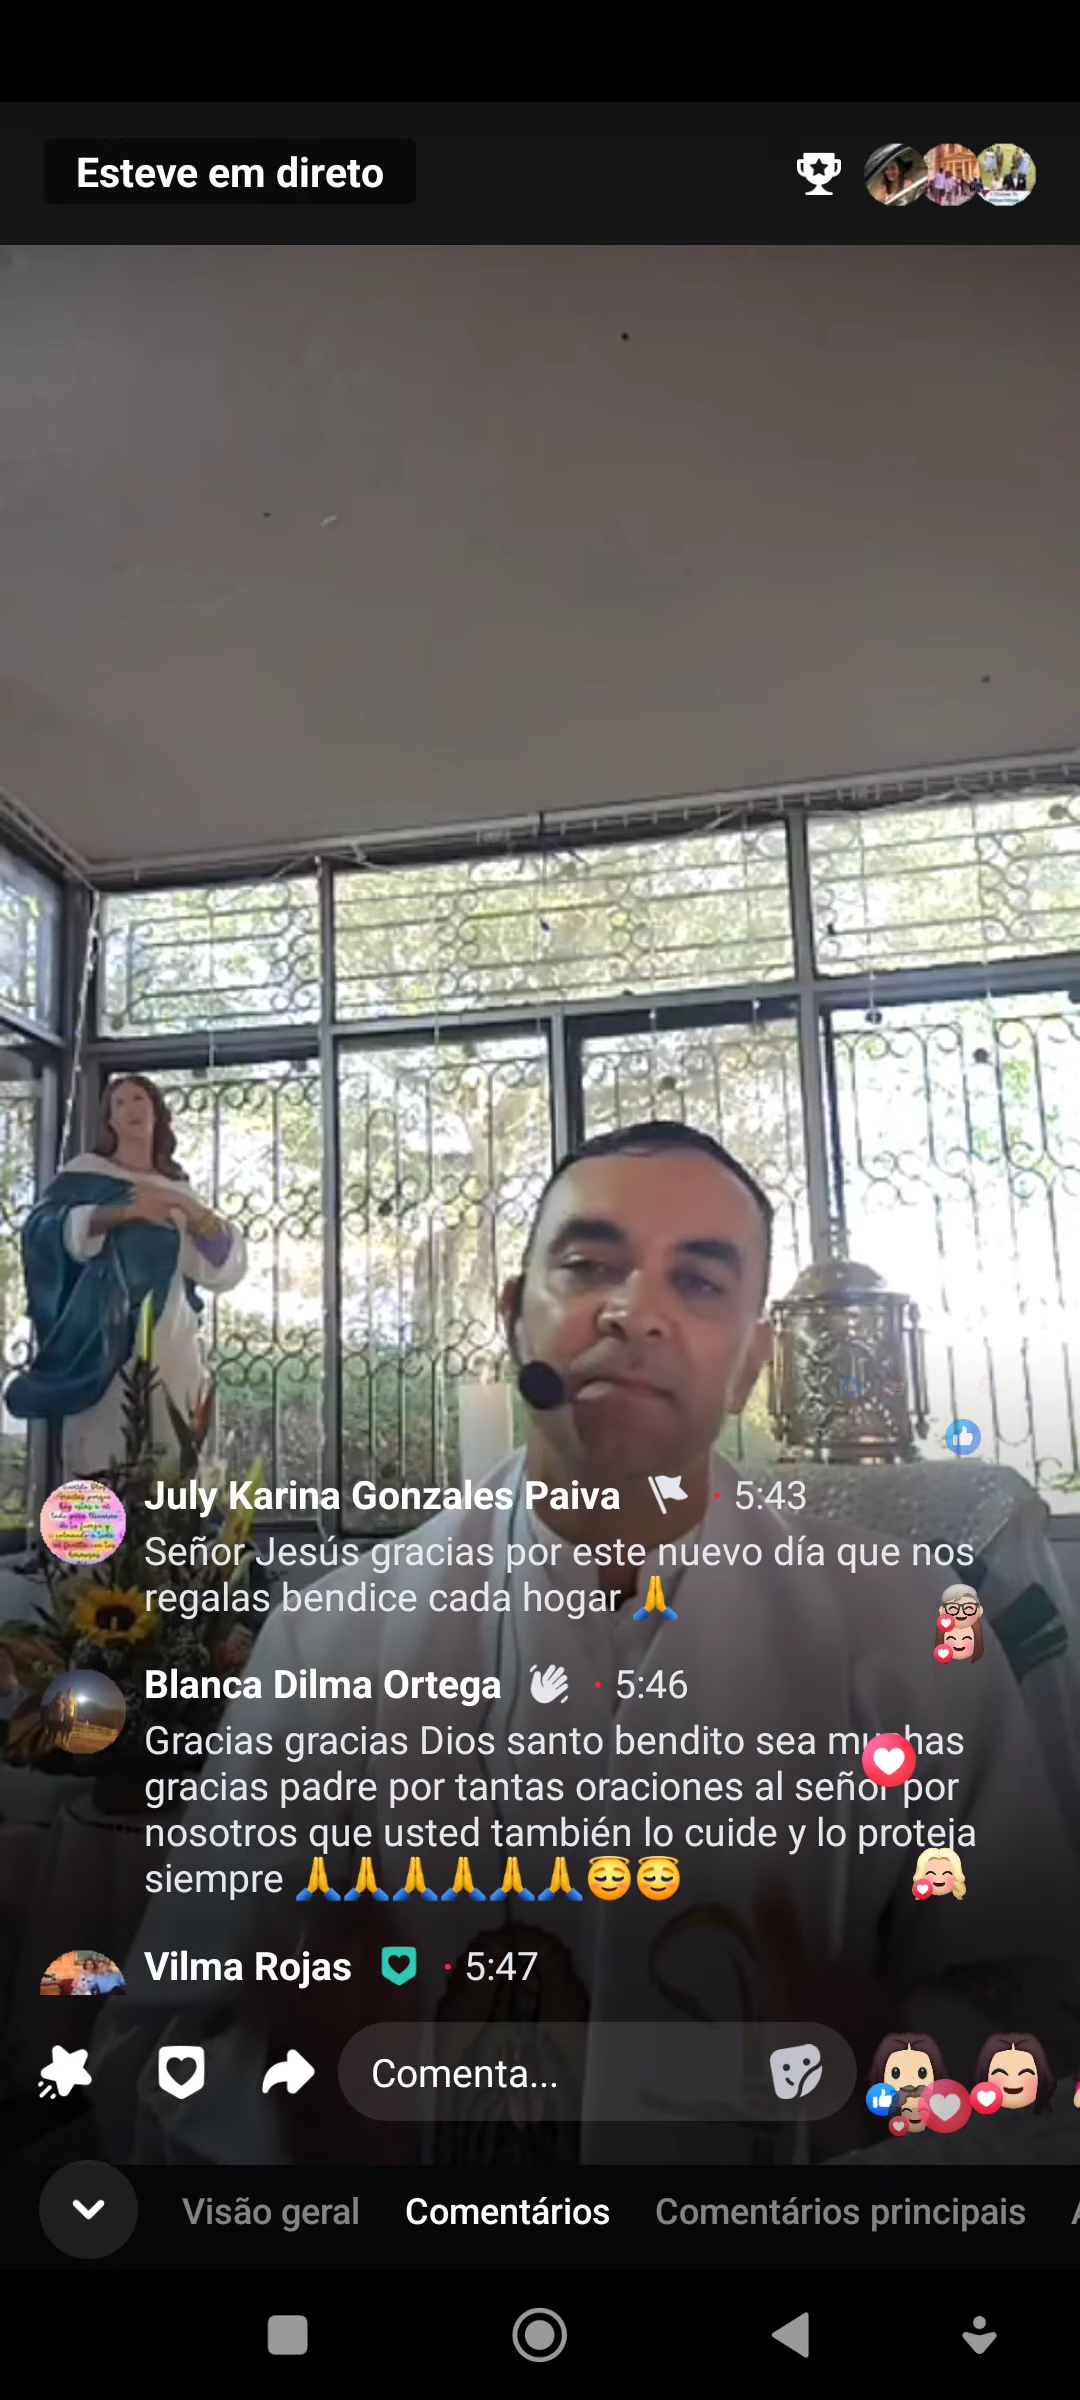 Esteve em direto
July Karina Gonzales Paiva · 5:43
Señor Jesús gracias por este nuevo día que nos
regalas bendice cada hogar 🙏
Blanca Dilma Ortega · 5:46
Gracias gracias Dios santo bendito sea muchas
gracias padre por tantas oraciones al señor por
nosotros que usted también lo cuide y lo proteja
siempre 🙏🙏🙏🙏🙏🙏😇😇
Vilma Rojas · 5:47
Comenta...
Visão geral Comentários Comentários principais